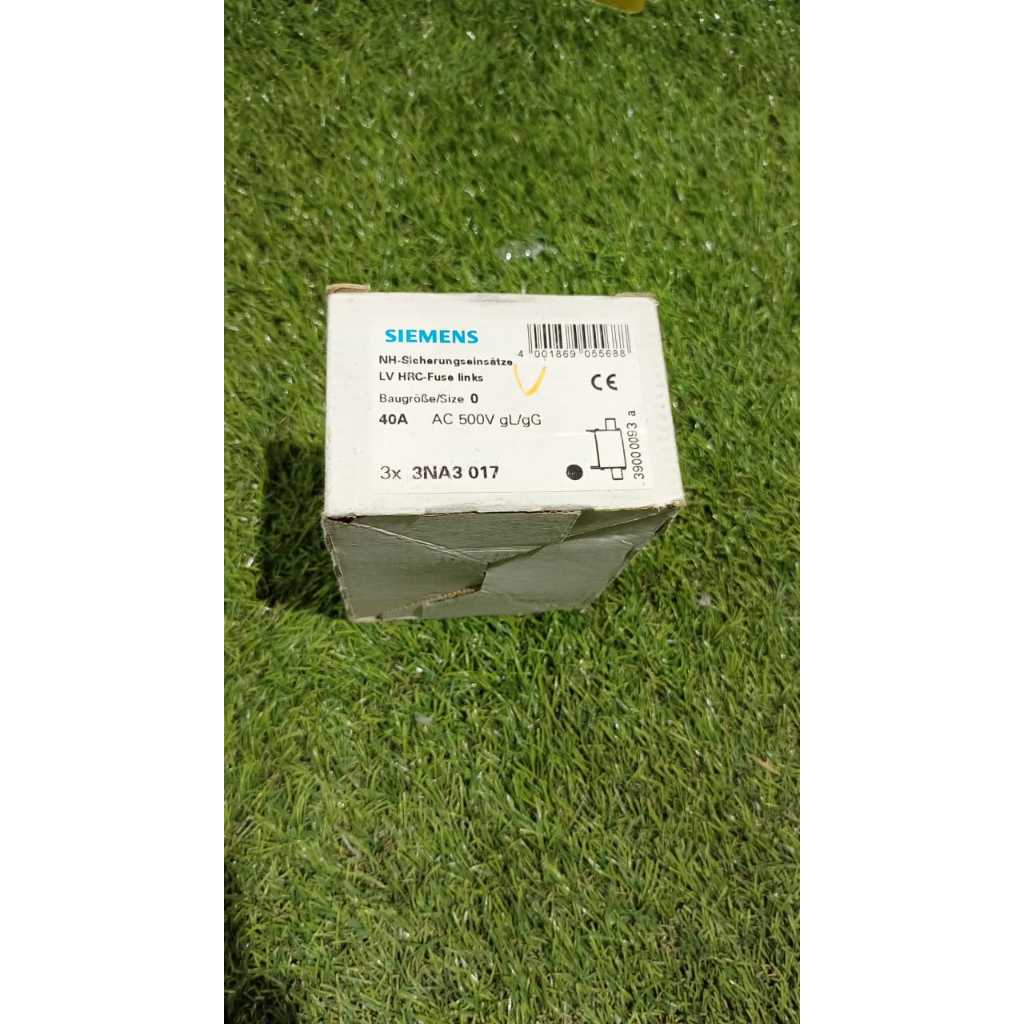 SIEMENS
4 001869 055688
NH-Sicherungseinsätze
LV HRC-Fuse links
CE
Baugröße/Size 0
40A AC 500V gL/gG
3x 3NA3 017
3900 0093 a